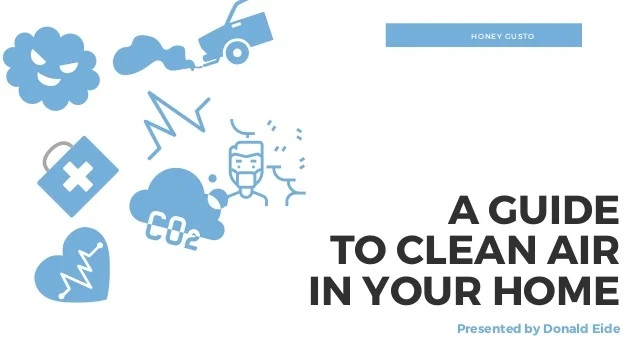 HONEY GUSTO
CO2
A GUIDE
TO CLEAN AIR
IN YOUR HOME
Presented by Donald Eide